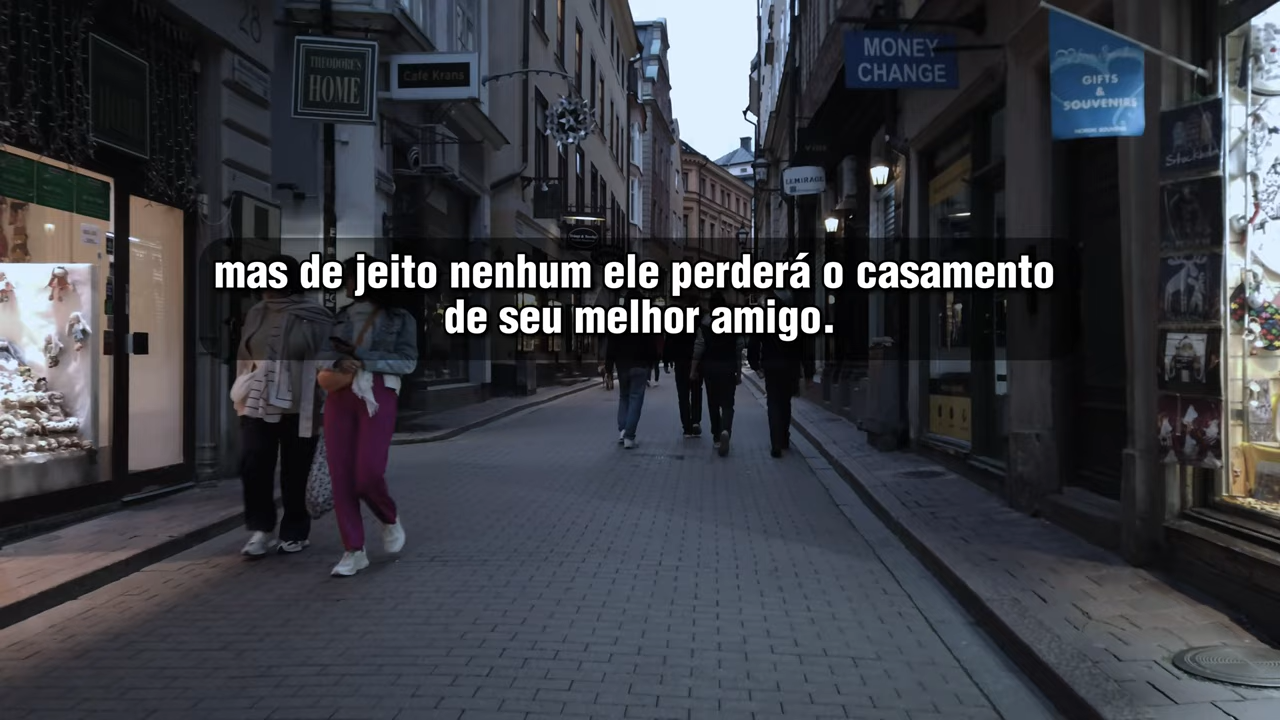 28
THEODORE'S
HOME
Café Krans
MONEY
CHANGE
GIFTS
&
SOUVENIRS
LEMIRAGE
mas de jeito nenhum ele perderá o casamento
de seu melhor amigo.